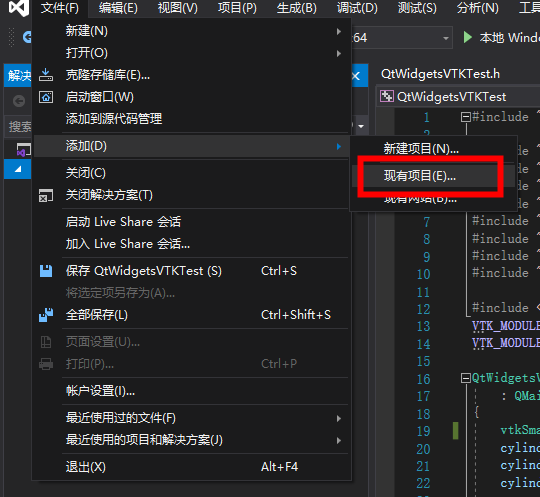 文件(F) 编辑(E) 视图(V) 项目(P) 生成(B) 调试(D) 测试(S) 分析(N) 工具
新建(N)
打开(O)
克隆存储库(E)...
启动窗口(W)
添加到源代码管理
添加(D)
关闭(C)
关闭解决方案(T)
启动 Live Share 会话
加入 Live Share 会话...
保存 QtWidgetsVTKTest (S) Ctrl+S
将选定项另存为(A)...
全部保存(L) Ctrl+Shift+S
页面设置(U)...
打印(P)... Ctrl+P
帐户设置(I)...
最近使用过的文件(F)
最近使用的项目和解决方案(J)
退出(X) Alt+F4
新建项目(N)...
现有项目(E)...
现有网站(B)...
解决
搜索
:64
本地 Wind
QtWidgetsVTKTest.h
QtWidgetsVTKTest
1 #include "
7 #include "
8 #include "
9 #include "
10 #include "
11
12 #include <
13 VTK_MODULE
14 VTK_MODULE
15
16 QtWidgetsV
17 : QMai
18 {
19 vtkSma
20 cylind
21 cylind
22 cylind